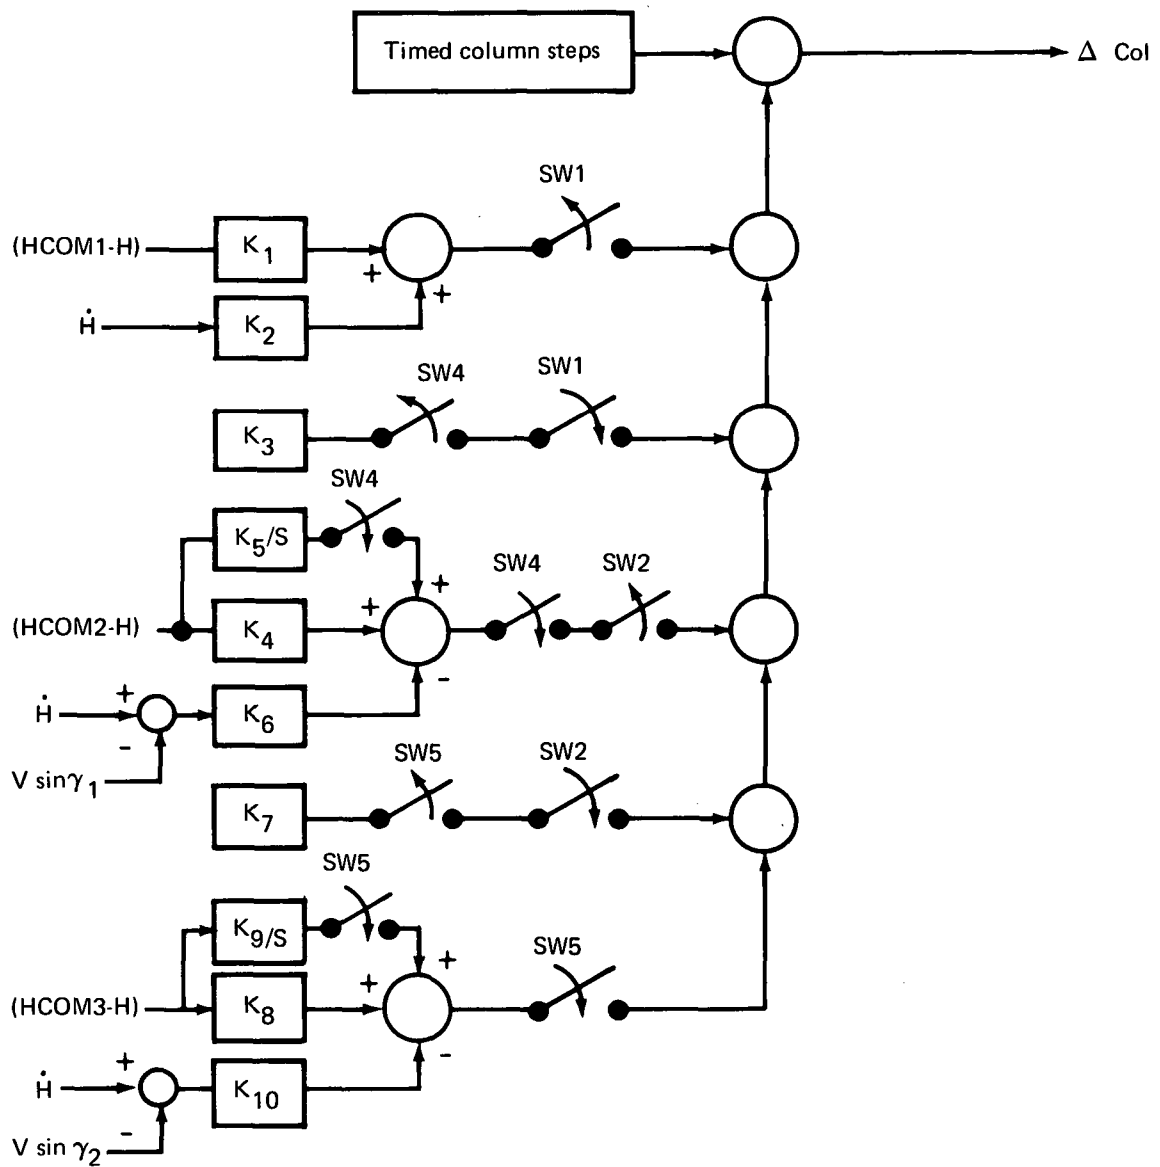 Timed column steps
Δ Col
SW1
(HCOM1-H)
K1
+
+
Ḣ
K2
SW4
SW1
K3
SW4
K5/S
+
SW4
SW2
(HCOM2-H)
K4
+
-
Ḣ
+
-
K6
V sinγ1
SW5
SW2
K7
SW5
K9/S
+
SW5
(HCOM3-H)
K8
+
-
Ḣ
+
-
K10
V sin γ2